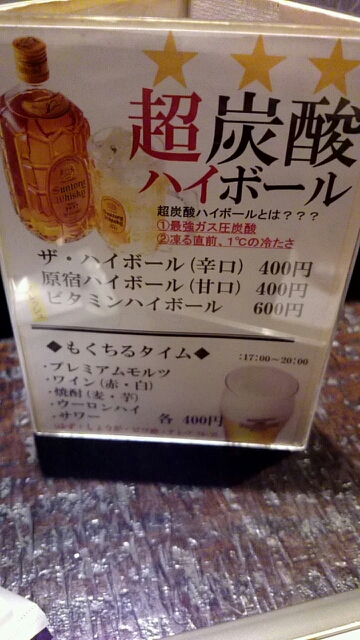 超炭酸
ハイボール
超炭酸ハイボールとは？？？
①最強ガス圧炭酸
②凍る直前、1℃の冷たさ
ザ・ハイボール(辛口) 400円
原宿ハイボール(甘口) 400円
ビタミンハイボール 600円
◆もくちるタイム◆ :17:00～20:00
・プレミアムモルツ
・ワイン(赤・白)
・焼酎(麦・芋)
・ウーロンハイ
・サワー 各 400円
Suntory
Whisky